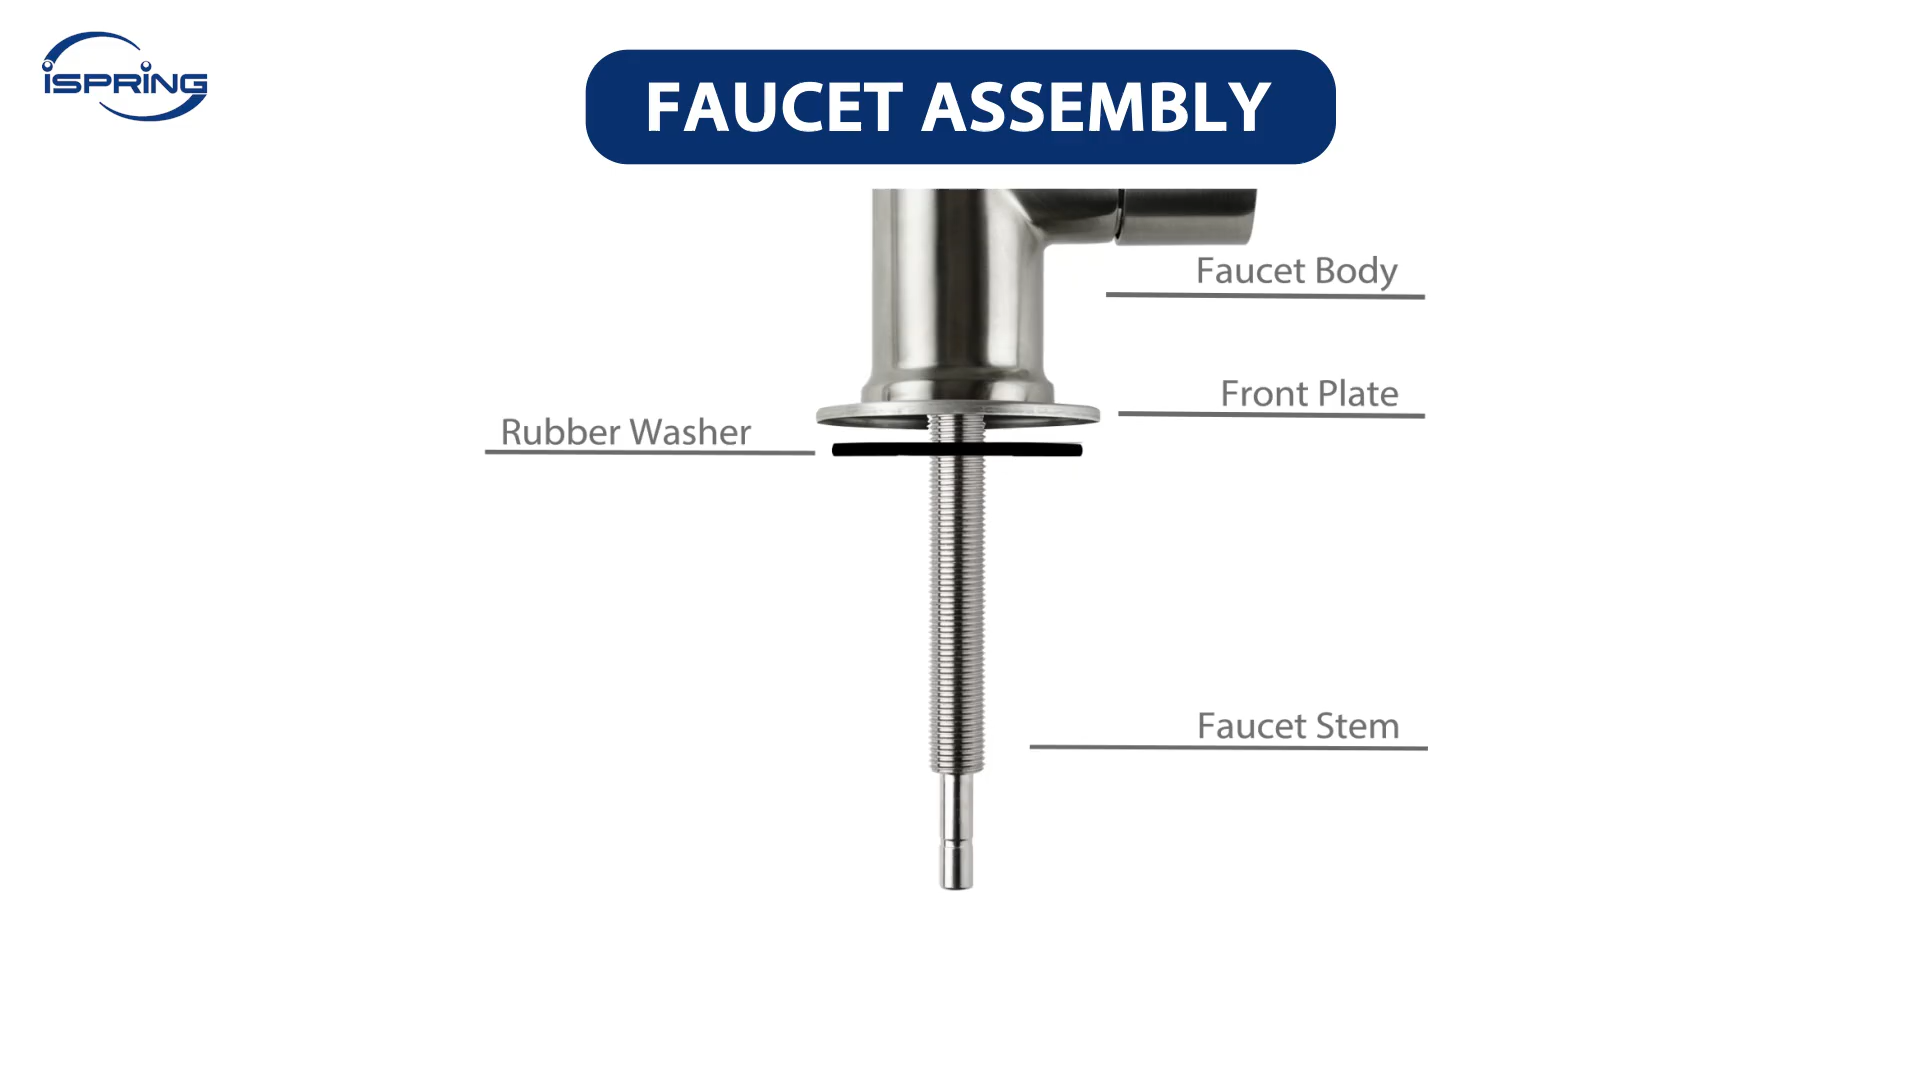 iSPRING
FAUCET ASSEMBLY
Faucet Body
Front Plate
Rubber Washer
Faucet Stem